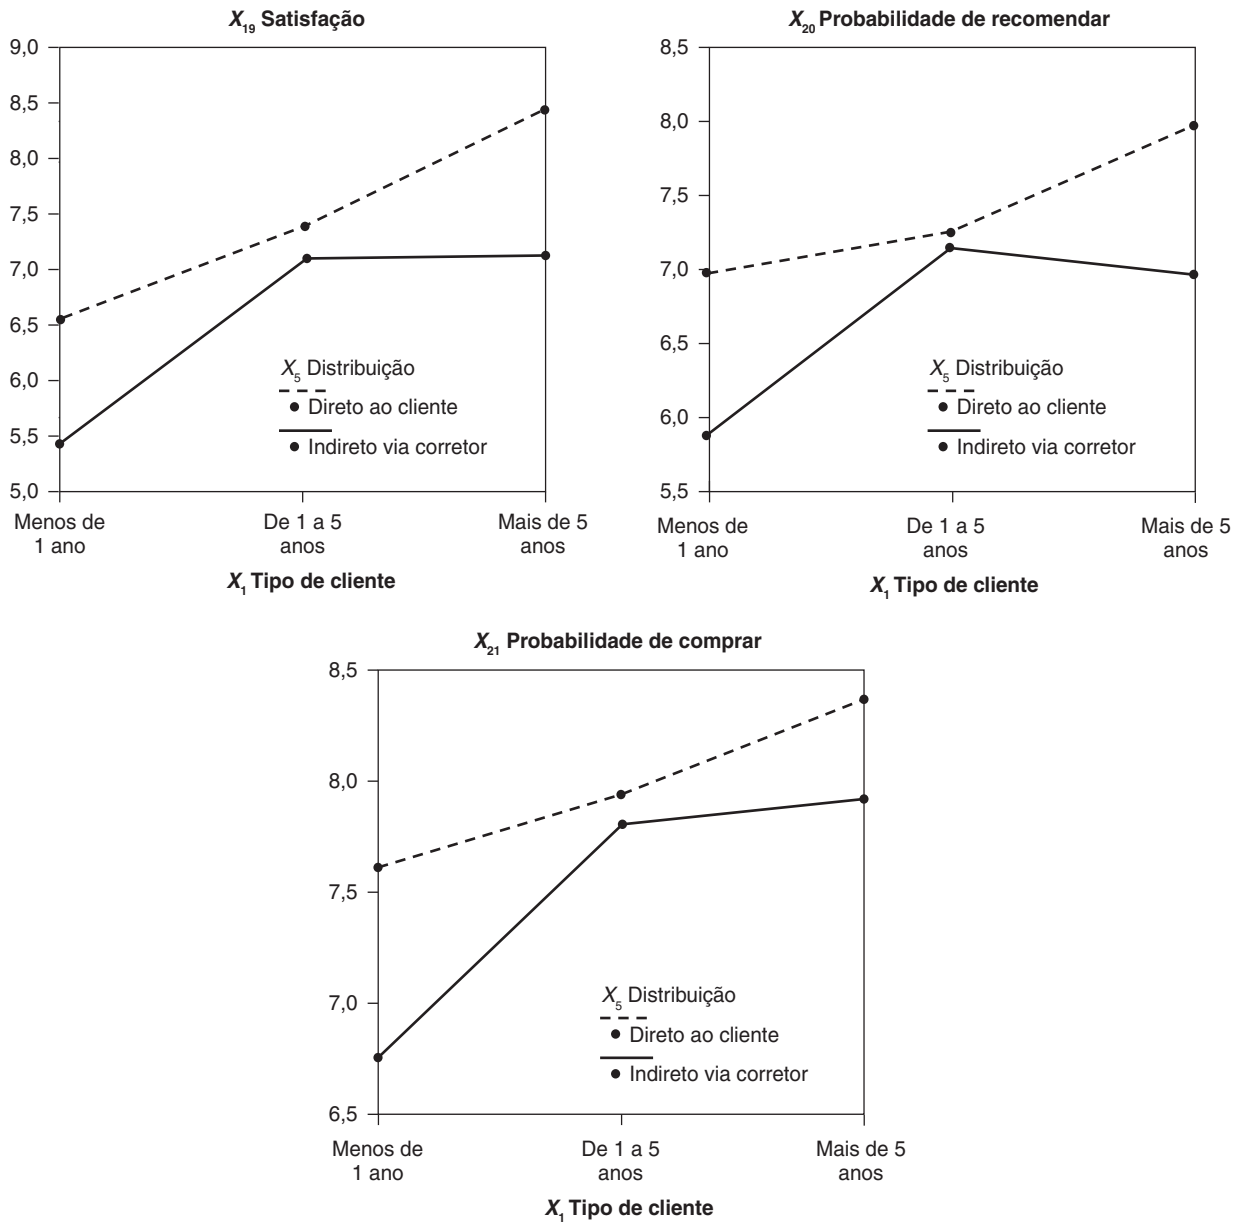 X19 Satisfação
9,0
8,5
8,0
7,5
7,0
6,5
6,0
5,5
5,0
X5 Distribuição
Direto ao cliente
Indireto via corretor
Menos de
1 ano
De 1 a 5
anos
Mais de 5
anos
X1 Tipo de cliente
X20 Probabilidade de recomendar
8,5
8,0
7,5
7,0
6,5
6,0
5,5
X5 Distribuição
Direto ao cliente
Indireto via corretor
Menos de
1 ano
De 1 a 5
anos
Mais de 5
anos
X1 Tipo de cliente
X21 Probabilidade de comprar
8,5
8,0
7,5
7,0
6,5
X5 Distribuição
Direto ao cliente
Indireto via corretor
Menos de
1 ano
De 1 a 5
anos
Mais de 5
anos
X1 Tipo de cliente